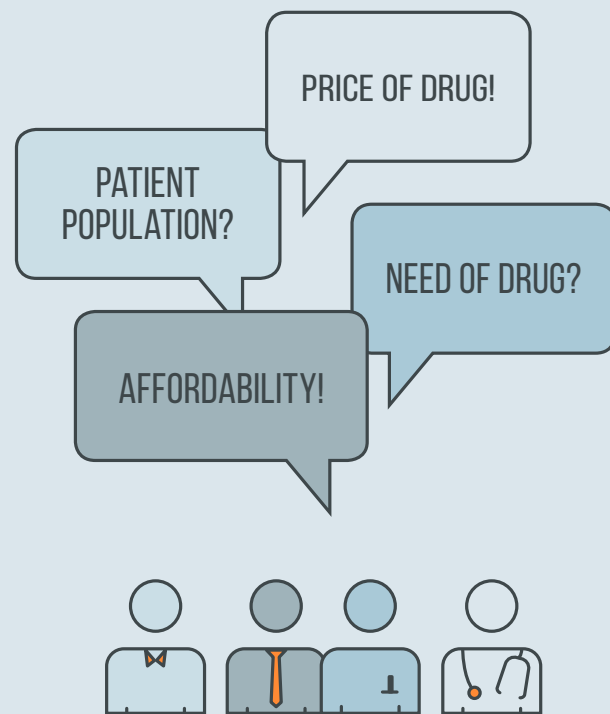 PRICE OF DRUG!
PATIENT
POPULATION?
NEED OF DRUG?
AFFORDABILITY!